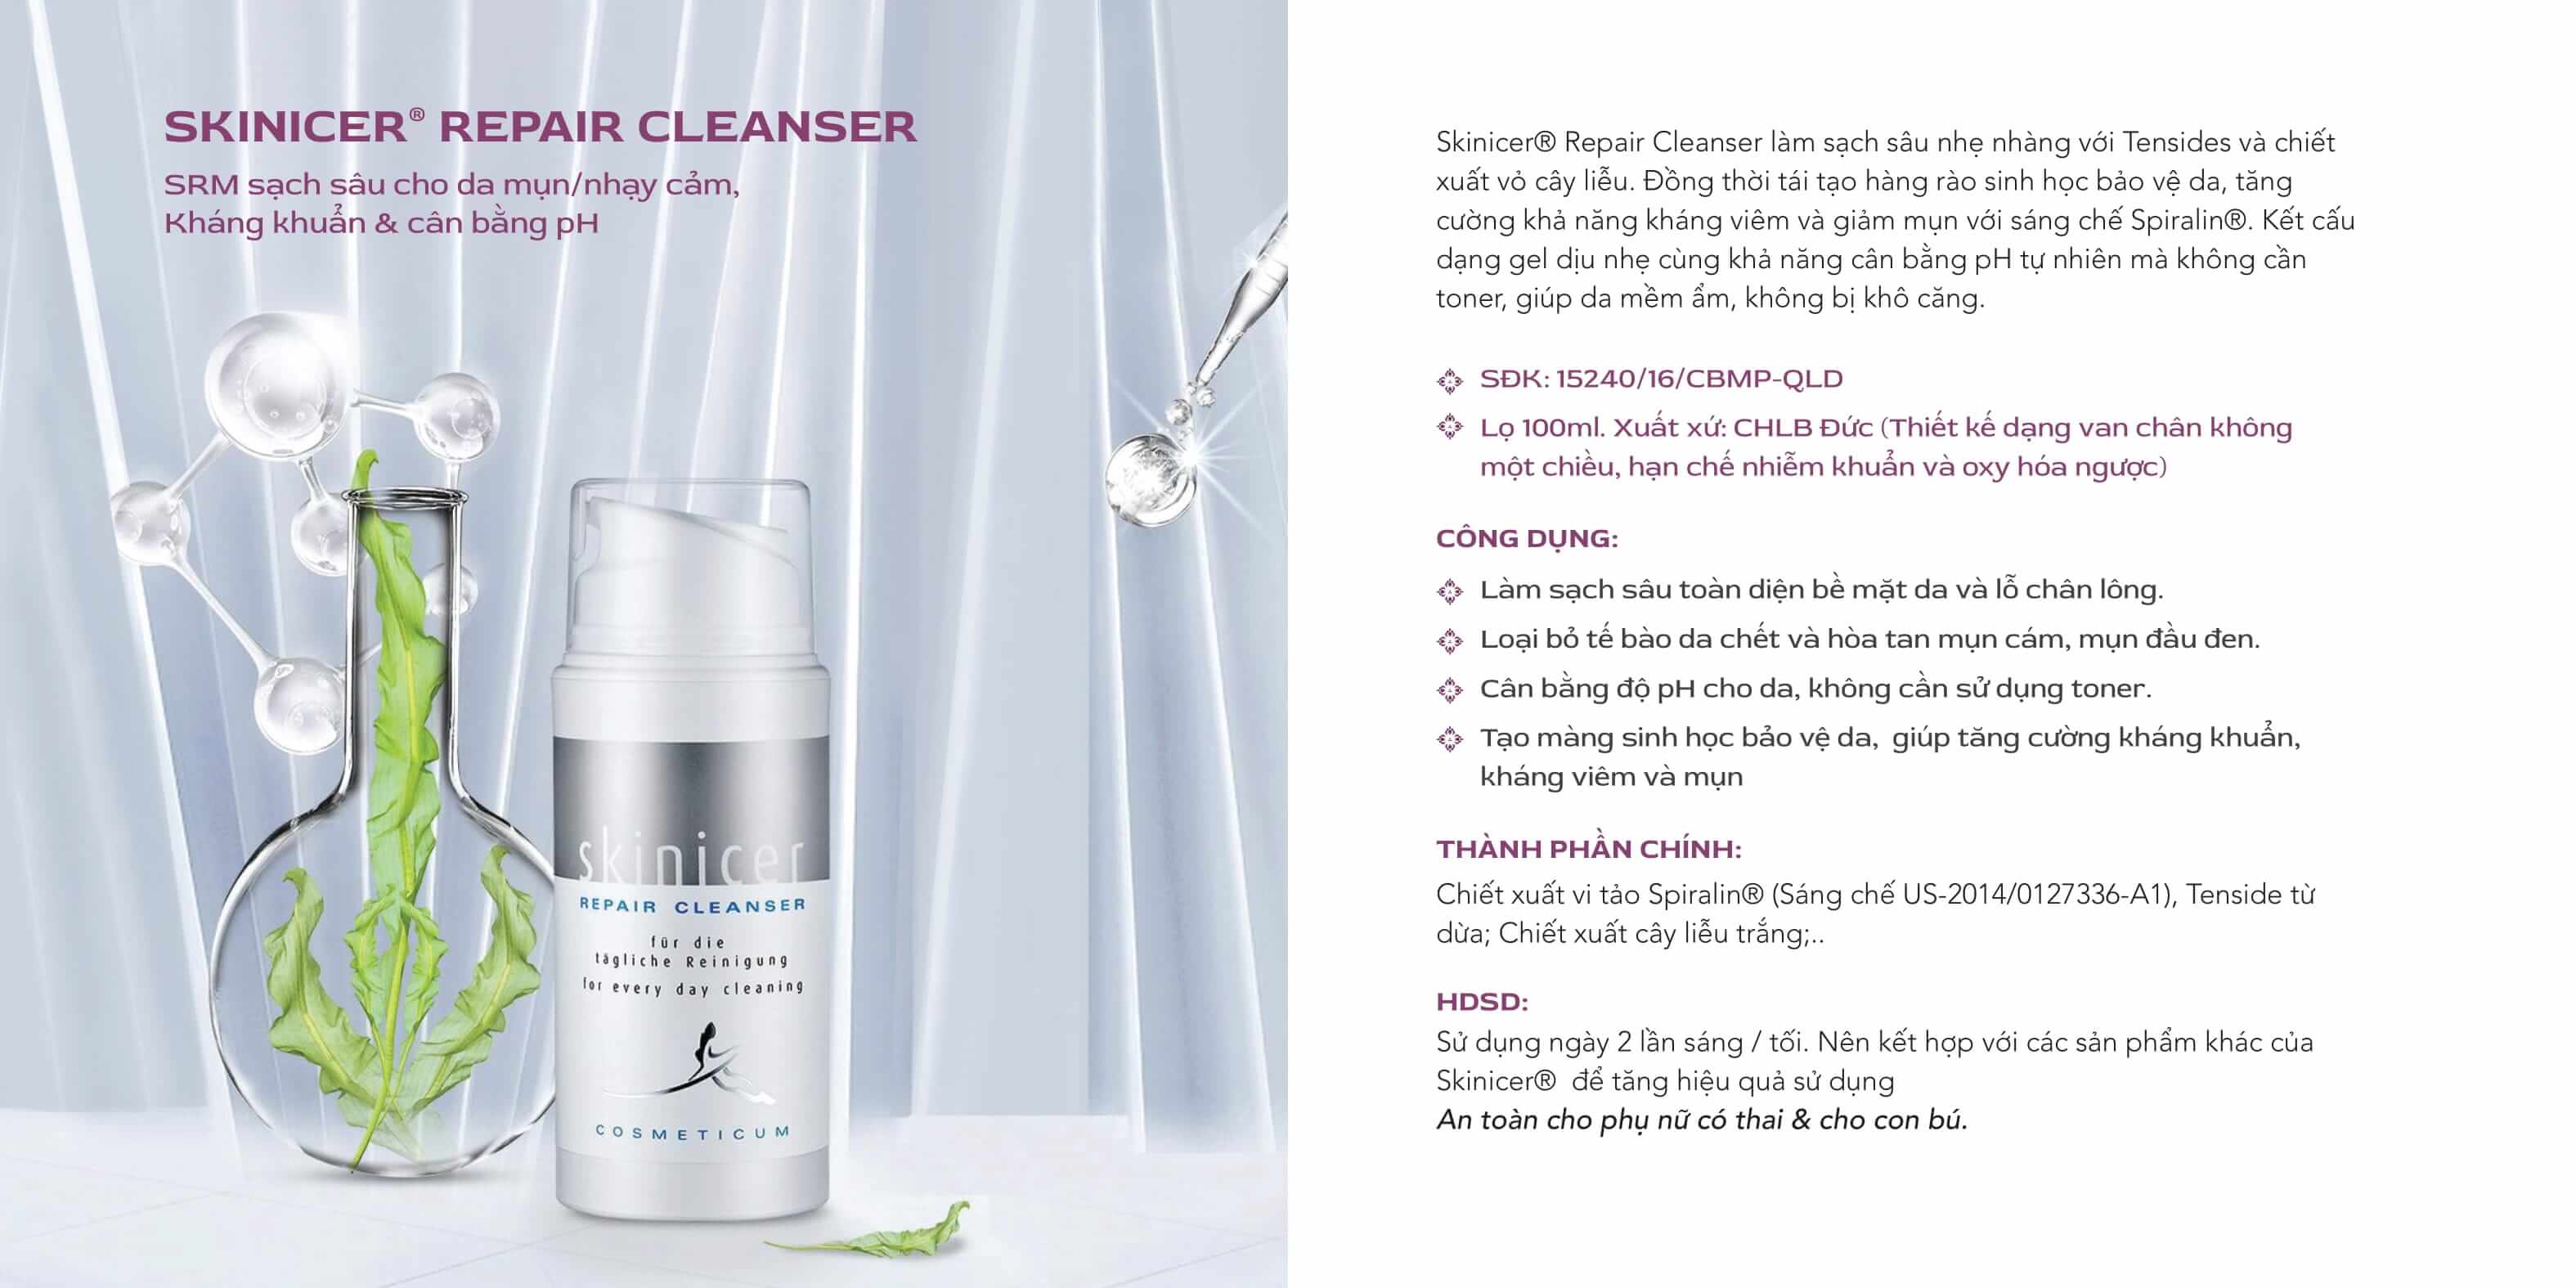 SKINICER® REPAIR CLEANSER
SRM sạch sâu cho da mụn/nhạy cảm,
Kháng khuẩn & cân bằng pH
skinicer
REPAIR CLEANSER
für die
tägliche Reinigung
for every day cleaning
COSMETICUM
Skinicer® Repair Cleanser làm sạch sâu nhẹ nhàng với Tensides và chiết
xuất vỏ cây liễu. Đồng thời tái tạo hàng rào sinh học bảo vệ da, tăng
cường khả năng kháng viêm và giảm mụn với sáng chế Spiralin®. Kết cấu
dạng gel dịu nhẹ cùng khả năng cân bằng pH tự nhiên mà không cần
toner, giúp da mềm ẩm, không bị khô căng.
SĐK: 15240/16/CBMP-QLD
Lọ 100ml. Xuất xứ: CHLB Đức (Thiết kế dạng van chân không
một chiều, hạn chế nhiễm khuẩn và oxy hóa ngược)
CÔNG DỤNG:
Làm sạch sâu toàn diện bề mặt da và lỗ chân lông.
Loại bỏ tế bào da chết và hòa tan mụn cám, mụn đầu đen.
Cân bằng độ pH cho da, không cần sử dụng toner.
Tạo màng sinh học bảo vệ da, giúp tăng cường kháng khuẩn,
kháng viêm và mụn
THÀNH PHẦN CHÍNH:
Chiết xuất vi tảo Spiralin® (Sáng chế US-2014/0127336-A1), Tenside từ
dừa; Chiết xuất cây liễu trắng;..
HDSD:
Sử dụng ngày 2 lần sáng / tối. Nên kết hợp với các sản phẩm khác của
Skinicer® để tăng hiệu quả sử dụng
An toàn cho phụ nữ có thai & cho con bú.